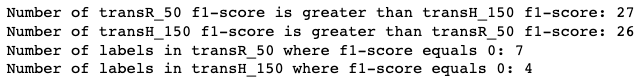 Number of transR_50 f1-score is greater than transH_150 f1-score: 27
Number of transH_150 f1-score is greater than transR_50 f1-score: 26
Number of labels in transR_50 where f1-score equals 0: 7
Number of labels in transH_150 where f1-score equals 0: 4